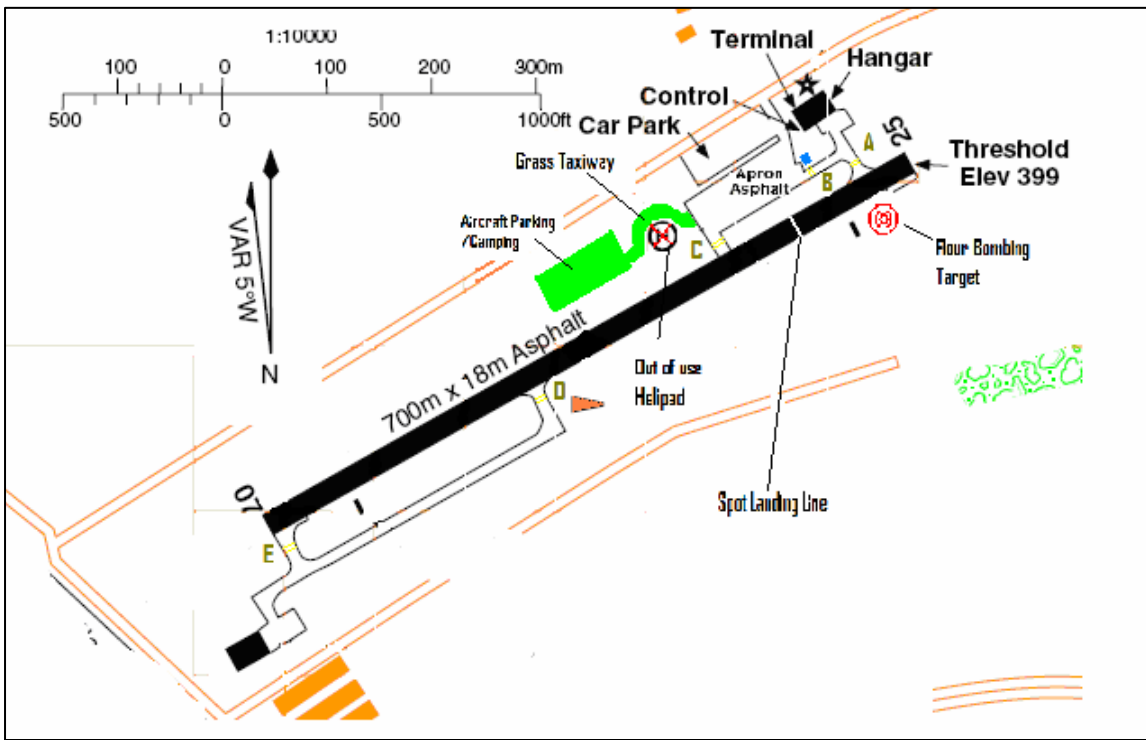 1:10000
100 0 100 200 300m
500 0 500 1000ft
Terminal
Hangar
Control
Car Park
Grass Taxiway
25
A
Threshold
Elev 399
Apron
Asphalt
B
Aircraft Parking
/Camping
C
Flour Bombing
Target
VAR 5°W
N
700m x 18m Asphalt
Out of use
Helipad
H
D
Spot Landing Line
07
E